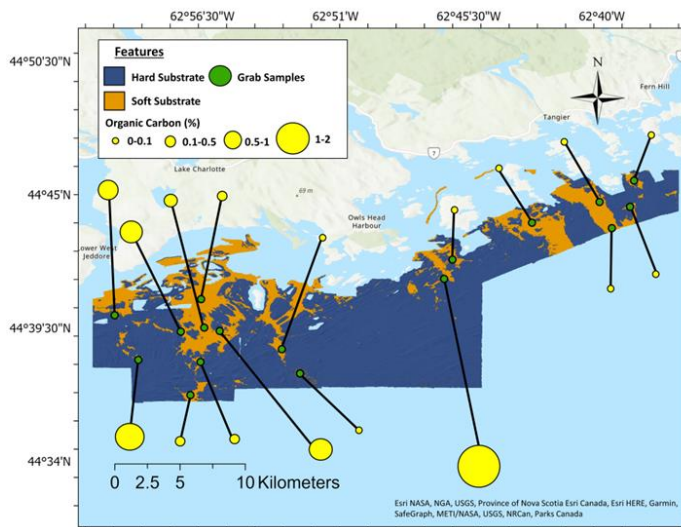 62°56'30"W 62°51'W 62°45'30"W 62°40'W
44°50'30"N
44°45'N
44°39'30"N
44°34'N
Features
Hard Substrate
Grab Samples
Soft Substrate
Organic Carbon (%)
0-0.1
0.1-0.5
0.5-1
1-2
N
Fern Hill
Tangier
7
Lake Charlotte
69 m
Owls Head
Harbour
Lower West
Jeddore
0 2.5 5 10 Kilometers
Esri NASA, NGA, USGS, Province of Nova Scotia Esri Canada, Esri HERE, Garmin,
SafeGraph, METI/NASA, USGS, NRCan, Parks Canada